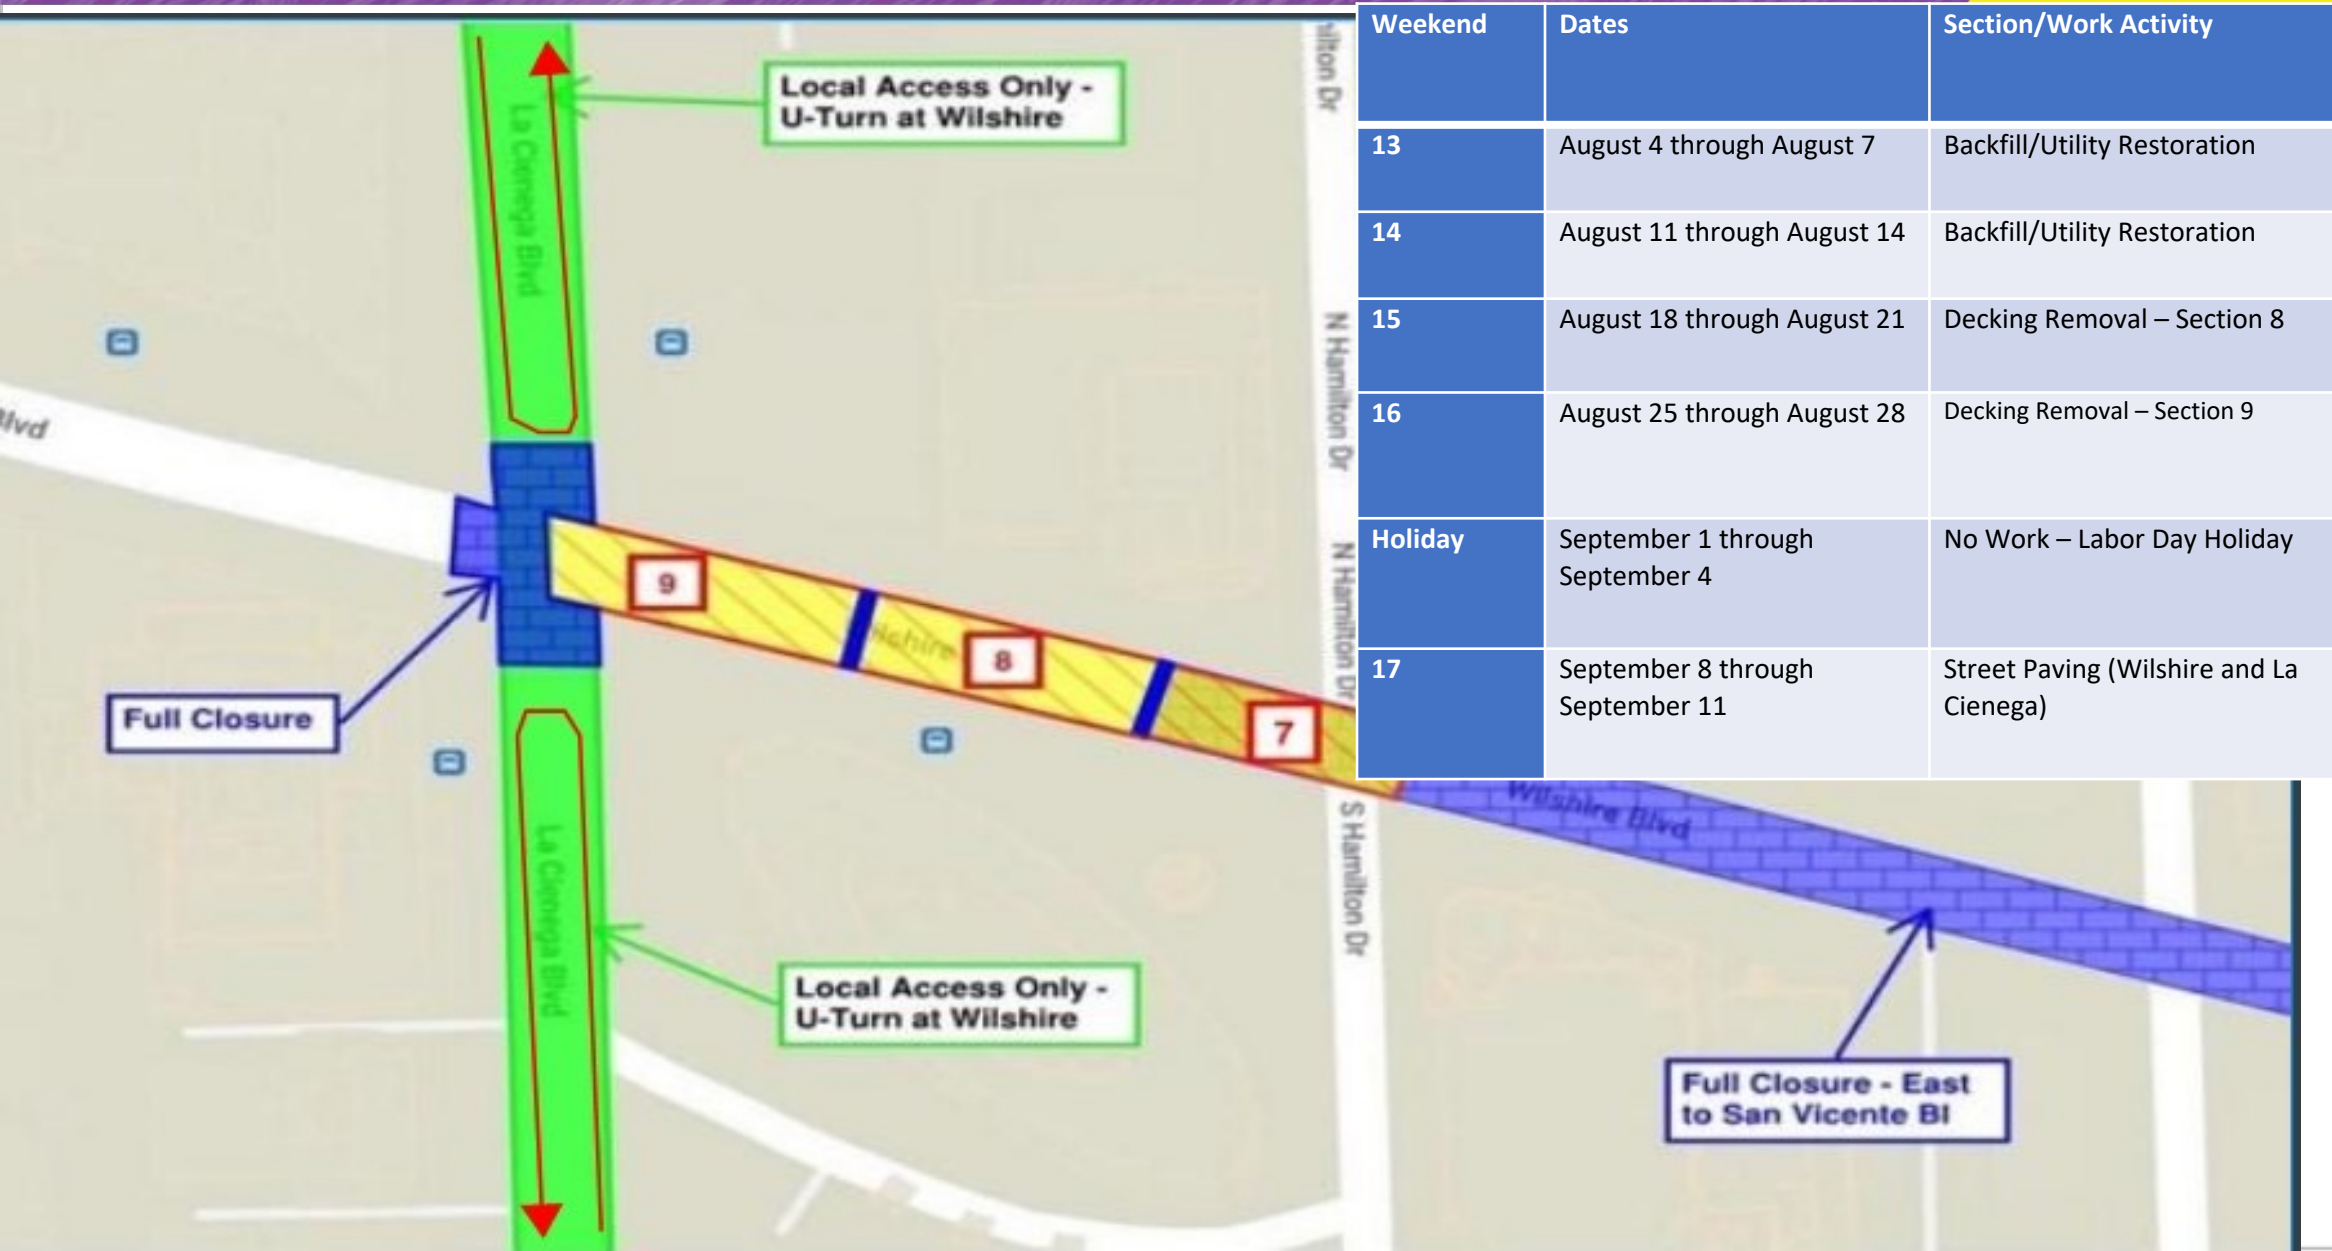 Weekend Dates Section/Work Activity
13 August 4 through August 7 Backfill/Utility Restoration
14 August 11 through August 14 Backfill/Utility Restoration
15 August 18 through August 21 Decking Removal – Section 8
16 August 25 through August 28 Decking Removal – Section 9
Holiday September 1 through No Work – Labor Day Holiday
September 4
17 September 8 through Street Paving (Wilshire and La
September 11 Cienega)
Local Access Only -
U-Turn at Wilshire
La Cienega Blvd
ilton Dr
N Hamilton Dr
N Hamilton Dr
Blvd
9
ilshire
8
7
Full Closure
S Hamilton Dr
Wilshire Blvd
La Cienega Blvd
Local Access Only -
U-Turn at Wilshire
Full Closure - East
to San Vicente Bl